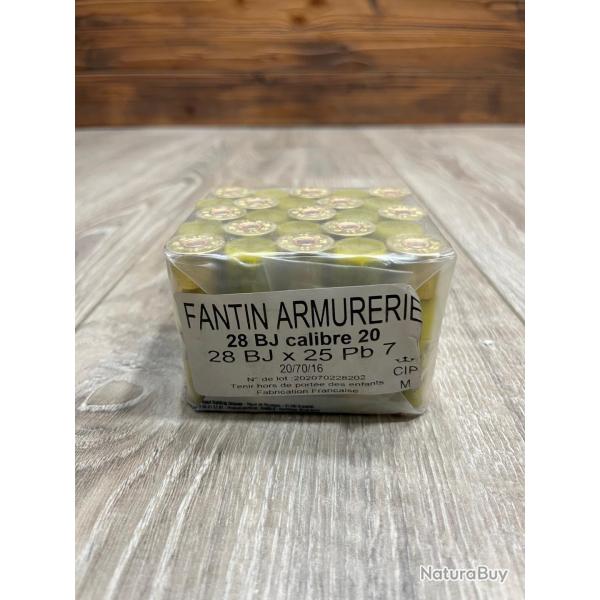 FANTIN ARMURERIE
28 BJ calibre 20
28 BJ x 25 Pb 7
20/70/16
CIP
M
N° de lot :202070228202
Tenir hors de portée des enfants
Fabrication Française
NaturaBuy